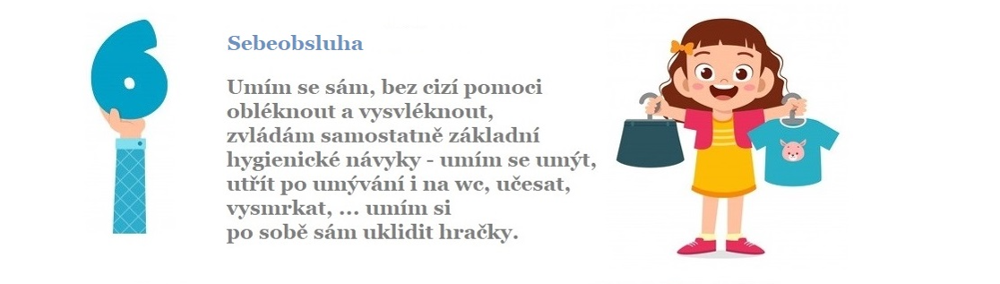 6
Sebeobsluha
Umím se sám, bez cizí pomoci
obléknout a vysvléknout,
zvládám samostatně základní
hygienické návyky - umím se umýt,
utřít po umývání i na wc, učesat,
vysmrkat, ... umím si
po sobě sám uklidit hračky.